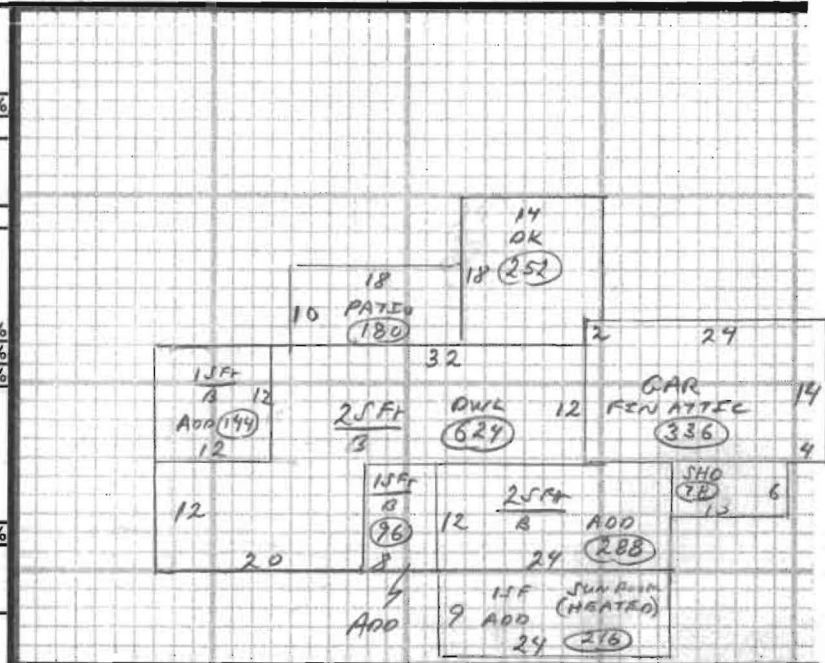 14
DK
18 252
18
10 PATIO
180
2 24
32
1SFr
B 12
ADD 144
12
2SFr
B
DWL
624
12
GAR
FIN ATTIC
336
14
4
SHD
6
12
20
1SFr
B
96
8
12
2SFr
B ADD
288
24
ADD
9
1SF SUN ROOM
ADD (HEATED)
24 216